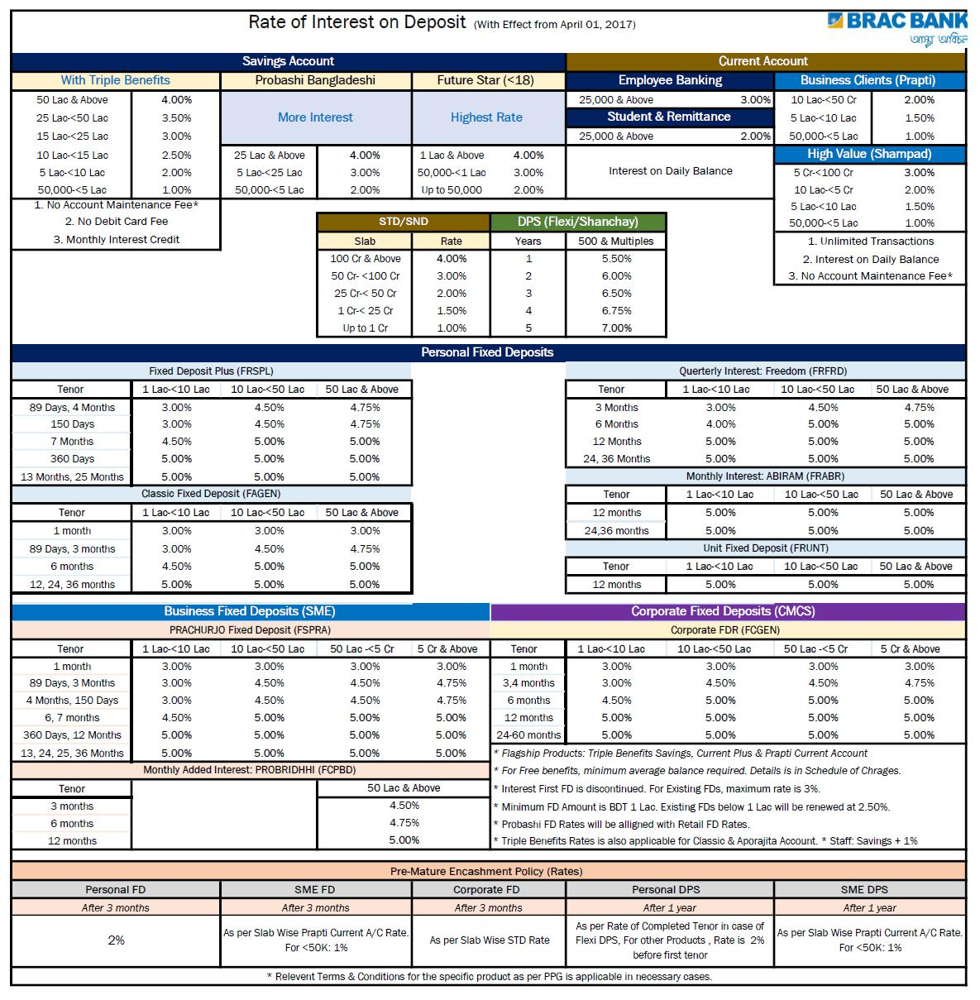 Rate of Interest on Deposit (With Effect from April 01, 2017)
BRAC BANK
আস্থা অবিচল
Savings Account Current Account
With Triple Benefits Probashi Bangladeshi Future Star (<18) Employee Banking Business Clients (Prapti)
50 Lac & Above 4.00% More Interest Highest Rate 25,000 & Above 3.00% 10 Lac-<50 Cr 2.00%
25 Lac-<50 Lac 3.50% Student & Remittance 5 Lac-<10 Lac 1.50%
15 Lac-<25 Lac 3.00% 25,000 & Above 2.00% 50,000-<5 Lac 1.00%
10 Lac-<15 Lac 2.50% 25 Lac & Above 4.00% 1 Lac & Above 4.00% Interest on Daily Balance High Value (Shampad)
5 Lac-<10 Lac 2.00% 5 Lac-<25 Lac 3.00% 50,000-<1 Lac 3.00% 5 Cr-<100 Cr 3.00%
50,000-<5 Lac 1.00% 50,000-<5 Lac 2.00% Up to 50,000 2.00% 10 Lac-<5 Cr 2.00%
1. No Account Maintenance Fee* 5 Lac-<10 Lac 1.50%
2. No Debit Card Fee STD/SND DPS (Flexi/Shanchay) 50,000-<5 Lac 1.00%
3. Monthly Interest Credit Slab Rate Years 500 & Multiples 1. Unlimited Transactions
100 Cr & Above 4.00% 1 5.50% 2. Interest on Daily Balance
50 Cr- <100 Cr 3.00% 2 6.00% 3. No Account Maintenance Fee*
25 Cr-< 50 Cr 2.00% 3 6.50%
1 Cr-< 25 Cr 1.50% 4 6.75%
Up to 1 Cr 1.00% 5 7.00%
Personal Fixed Deposits
Fixed Deposit Plus (FRSPL) Querterly Interest: Freedom (FRFRD)
Tenor 1 Lac-<10 Lac 10 Lac-<50 Lac 50 Lac & Above Tenor 1 Lac-<10 Lac 10 Lac-<50 Lac 50 Lac & Above
89 Days, 4 Months 3.00% 4.50% 4.75% 3 Months 3.00% 4.50% 4.75%
150 Days 3.00% 4.50% 4.75% 6 Months 4.00% 5.00% 5.00%
7 Months 4.50% 5.00% 5.00% 12 Months 5.00% 5.00% 5.00%
360 Days 5.00% 5.00% 5.00% 24, 36 Months 5.00% 5.00% 5.00%
13 Months, 25 Months 5.00% 5.00% 5.00% Monthly Interest: ABIRAM (FRABR)
Classic Fixed Deposit (FAGEN) Tenor 1 Lac-<10 Lac 10 Lac-<50 Lac 50 Lac & Above
Tenor 1 Lac-<10 Lac 10 Lac-<50 Lac 50 Lac & Above 12 months 5.00% 5.00% 5.00%
1 month 3.00% 3.00% 3.00% 24,36 months 5.00% 5.00% 5.00%
89 Days, 3 months 3.00% 4.50% 4.75% Unit Fixed Deposit (FRUNT)
6 months 4.50% 5.00% 5.00% Tenor 1 Lac-<10 Lac 10 Lac-<50 Lac 50 Lac & Above
12, 24, 36 months 5.00% 5.00% 5.00% 12 months 5.00% 5.00% 5.00%
Business Fixed Deposits (SME) Corporate Fixed Deposits (CMCS)
PRACHURJO Fixed Deposit (FSPRA) Corporate FDR (FCGEN)
Tenor 1 Lac-<10 Lac 10 Lac-<50 Lac 50 Lac -<5 Cr 5 Cr & Above Tenor 1 Lac-<10 Lac 10 Lac-<50Lac 50 Lac -<5 Cr 5 Cr & Above
1 month 3.00% 3.00% 3.00% 3.00% 1 month 3.00% 3.00% 3.00% 3.00%
89 Days, 3 Months 3.00% 4.50% 4.50% 4.75% 3,4 months 3.00% 4.50% 4.50% 4.75%
4 Months, 150 Days 3.00% 4.50% 4.50% 4.75% 6 months 4.50% 5.00% 5.00% 5.00%
6, 7 months 4.50% 5.00% 5.00% 5.00% 12 months 5.00% 5.00% 5.00% 5.00%
360 Days, 12 Months 5.00% 5.00% 5.00% 5.00% 24-60 months 5.00% 5.00% 5.00% 5.00%
13, 24, 25, 36 Months 5.00% 5.00% 5.00% 5.00% * Flagship Products: Triple Benefits Savings, Current Plus & Prapti Current Account
Monthly Added Interest: PROBRIDHHI (FCPBD) * For Free benefits, minimum average balance required. Details is in Schedule of Chrages.
Tenor 50 Lac & Above * Interest First FD is discontinued. For Existing FDs, maximum rate is 3%.
3 months 4.50% * Minimum FD Amount is BDT 1 Lac. Existing FDs below 1 Lac will be renewed at 2.50%.
6 months 4.75% * Probashi FD Rates will be alligned with Retail FD Rates.
12 months 5.00% * Triple Benefits Rates is also applicable for Classic & Aporajita Account. * Staff: Savings + 1%
Pre-Mature Encashment Policy (Rates)
Personal FD SME FD Corporate FD Personal DPS SME DPS
After 3 months After 3 months After 3 months After 1 year After 1 year
2% As per Slab Wise Prapti Current A/C Rate. For <50K: 1% As per Slab Wise STD Rate As per Rate of Completed Tenor in case of Flexi DPS, For other Products , Rate is 2% before first tenor As per Slab Wise Prapti Current A/C Rate. For <50K: 1%
* Relevent Terms & Conditions for the specific product as per PPG is applicable in necessary cases.